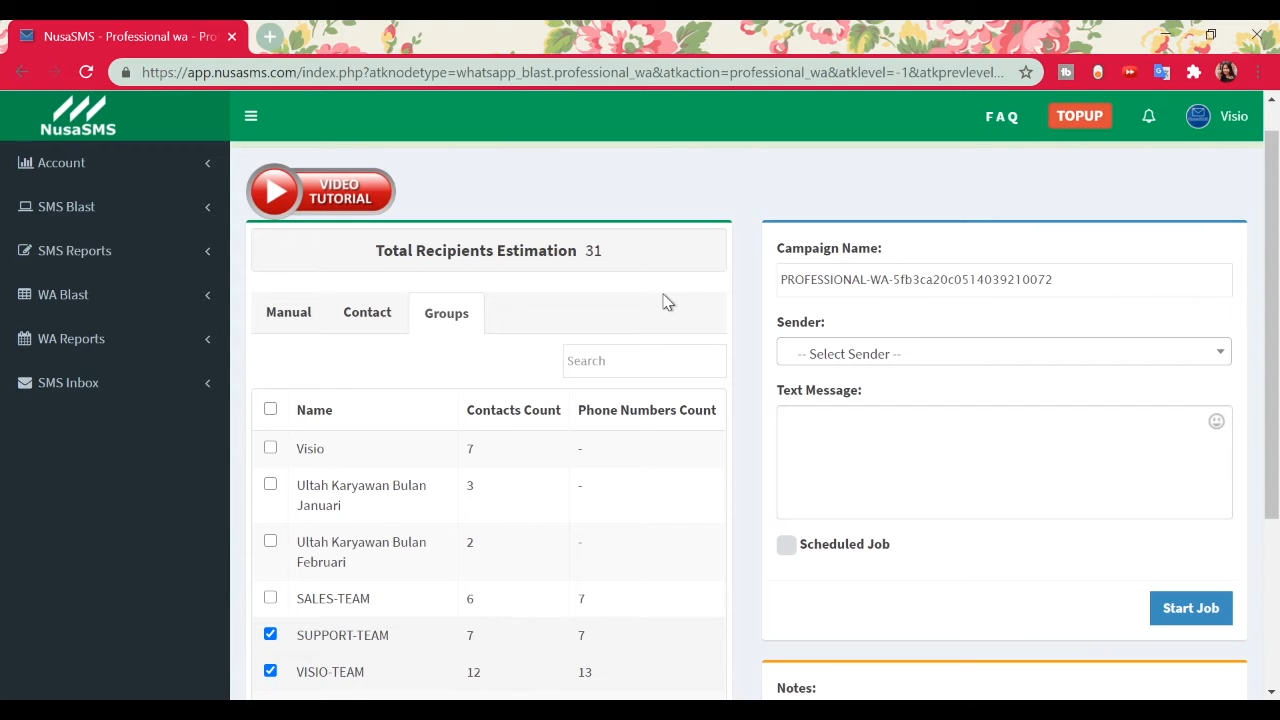 NusaSMS - Professional wa - Pro
https://app.nusasms.com/index.php?atknodetype=whatsapp_blast.professional_wa&atkaction=professional_wa&atklevel=-1&atkprevlevel...
NusaSMS
FAQ
TOPUP
Visio
Account
SMS Blast
SMS Reports
WA Blast
WA Reports
SMS Inbox
VIDEO
TUTORIAL
Total Recipients Estimation 31
Manual Contact Groups
Search
Name Contacts Count Phone Numbers Count
Visio 7 -
Ultah Karyawan Bulan 3 -
Januari
Ultah Karyawan Bulan 2 -
Februari
SALES-TEAM 6 7
SUPPORT-TEAM 7 7
VISIO-TEAM 12 13
Campaign Name:
PROFESSIONAL-WA-5fb3ca20c0514039210072
Sender:
-- Select Sender --
Text Message:
Scheduled Job
Start Job
Notes: